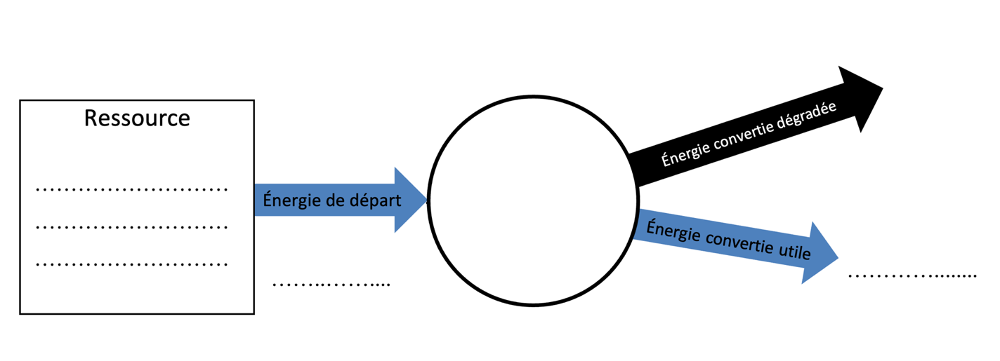 Ressource
................................
................................
................................
Énergie de départ
....................
Énergie convertie dégradée
Énergie convertie utile
....................